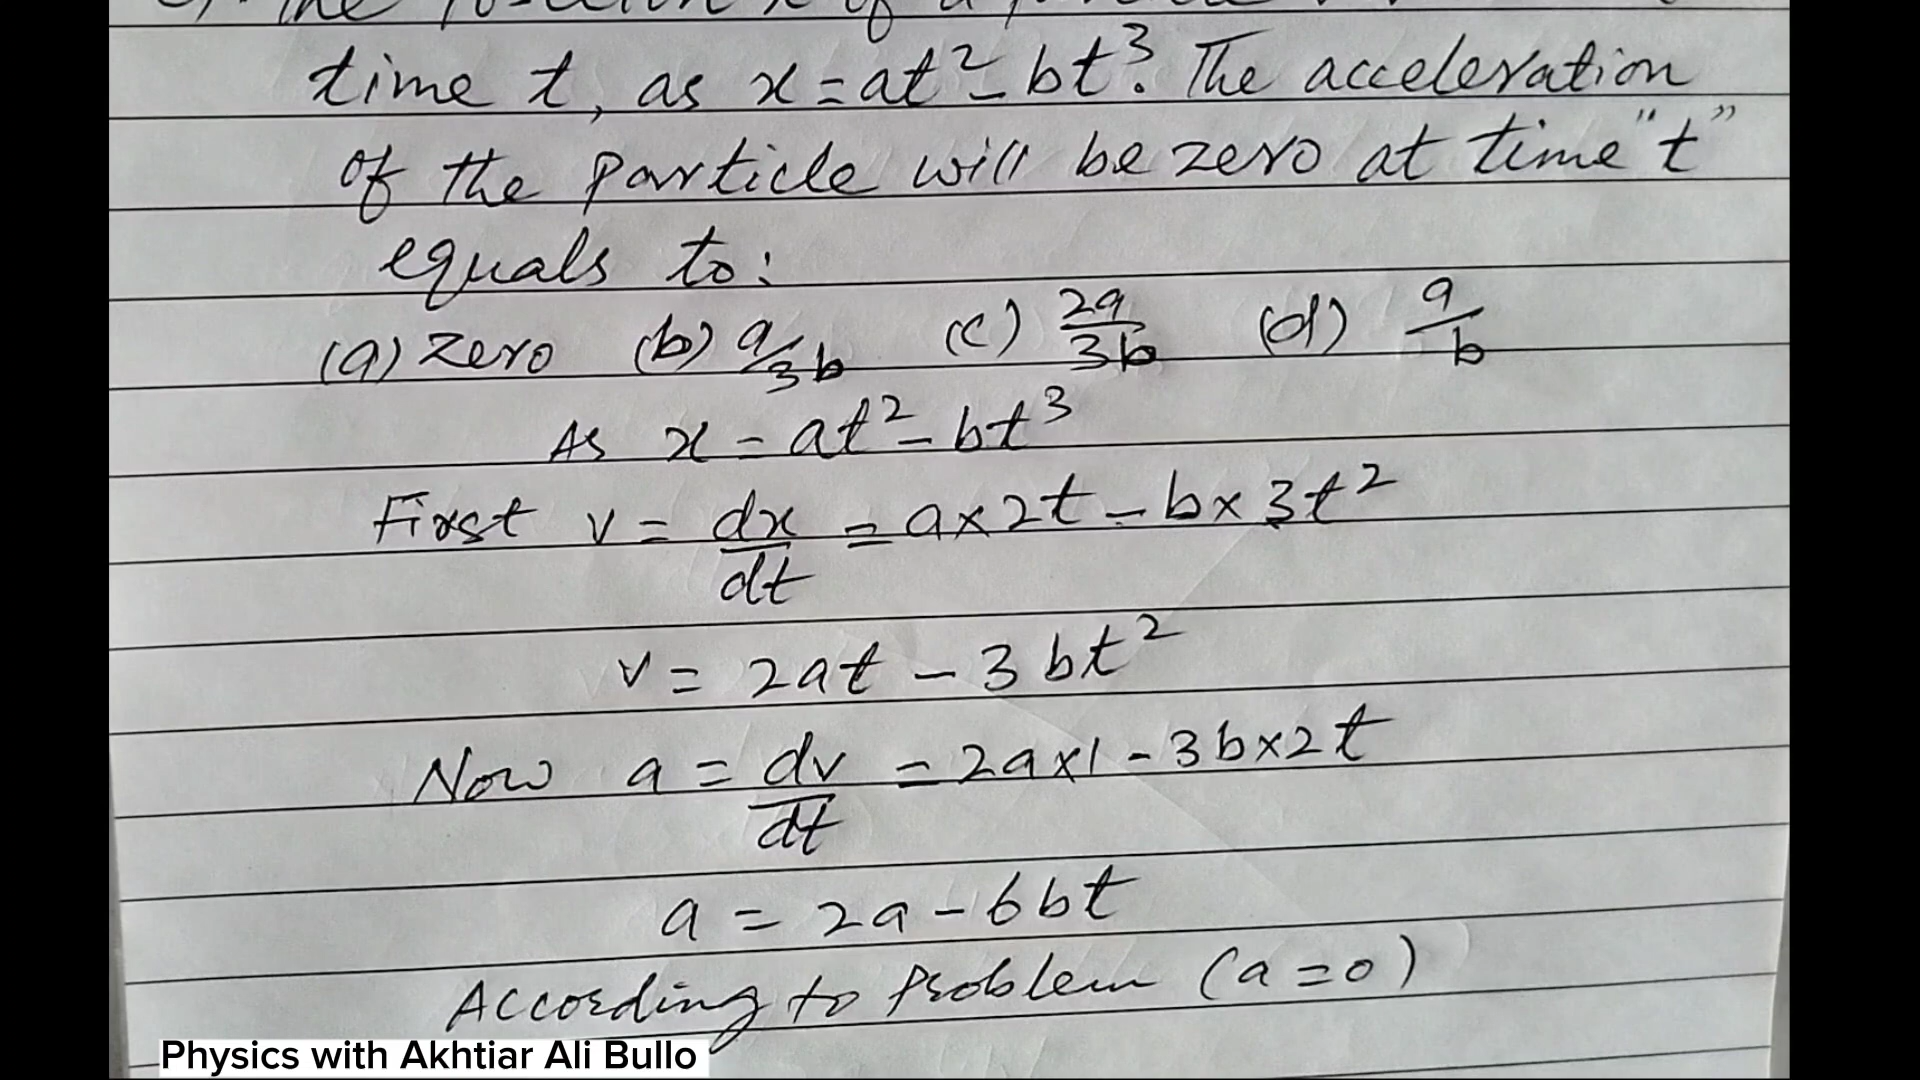 time t, as x = at² - bt³. The acceleration
of the particle will be zero at time "t"
equals to:
(a) zero (b) a/3b (c) 2a/3b (d) a/b
As x = at² - bt³
First v = dx/dt = a×2t - b×3t²
v = 2at - 3bt²
Now a = dv/dt = 2a×1 - 3b×2t
a = 2a - 6bt
According to Problem (a=0)
Physics with Akhtiar Ali Bullo